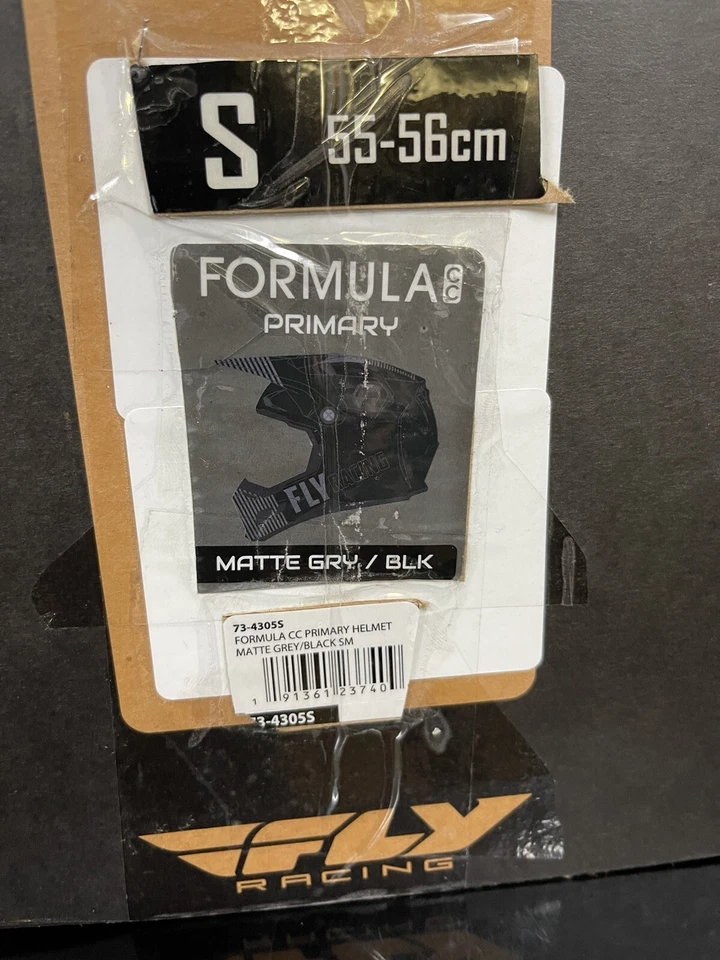 S 55-56cm
FORMULA CC
PRIMARY
FLY RACING
MATTE GRY / BLK
73-4305S
FORMULA CC PRIMARY HELMET
MATTE GREY/BLACK SM
1 91361 23740
73-4305S
FLY
RACING